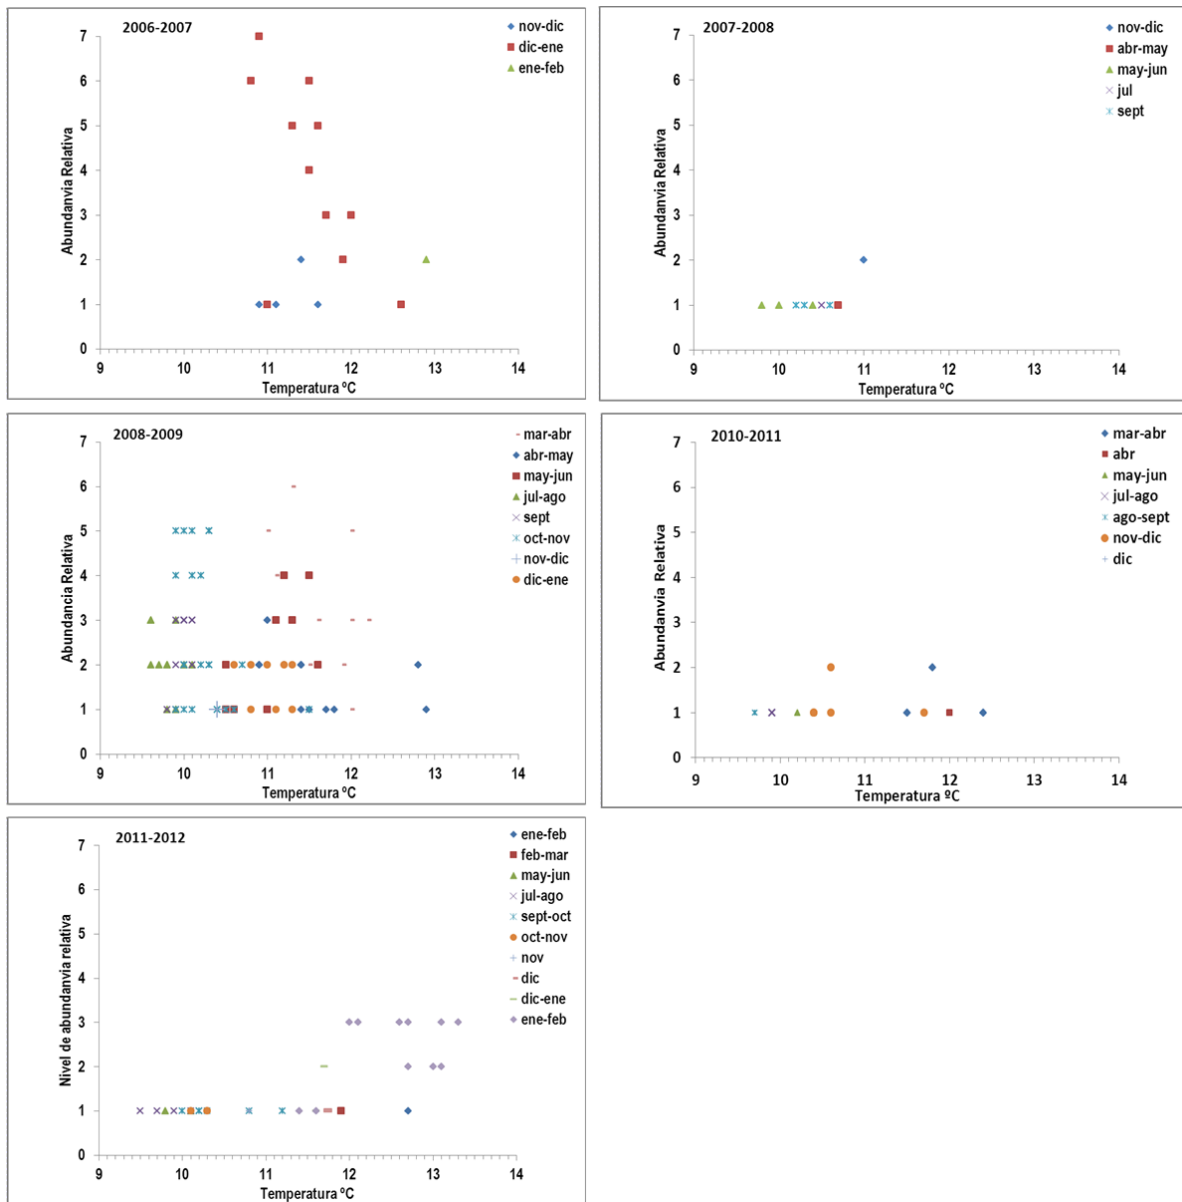 2006-2007
nov-dic
dic-ene
ene-feb
Abundanvia Relativa
7
6
5
4
3
2
1
0
9 10 11 12 13 14
Temperatura ºC
2007-2008
nov-dic
abr-may
may-jun
jul
sept
Abundanvia Relativa
7
6
5
4
3
2
1
0
9 10 11 12 13 14
Temperatura ºC
2008-2009
mar-abr
abr-may
may-jun
jul-ago
sept
oct-nov
nov-dic
dic-ene
Abundancia Relativa
7
6
5
4
3
2
1
0
9 10 11 12 13 14
Temperatura ºC
2010-2011
mar-abr
abr
may-jun
jul-ago
ago-sept
nov-dic
dic
Abundanvia Relativa
7
6
5
4
3
2
1
0
9 10 11 12 13 14
Temperatura ºC
2011-2012
ene-feb
feb-mar
may-jun
jul-ago
sept-oct
oct-nov
nov
dic
dic-ene
ene-feb
Nivel de abundanvia relativa
7
6
5
4
3
2
1
0
9 10 11 12 13 14
Temperatura ºC